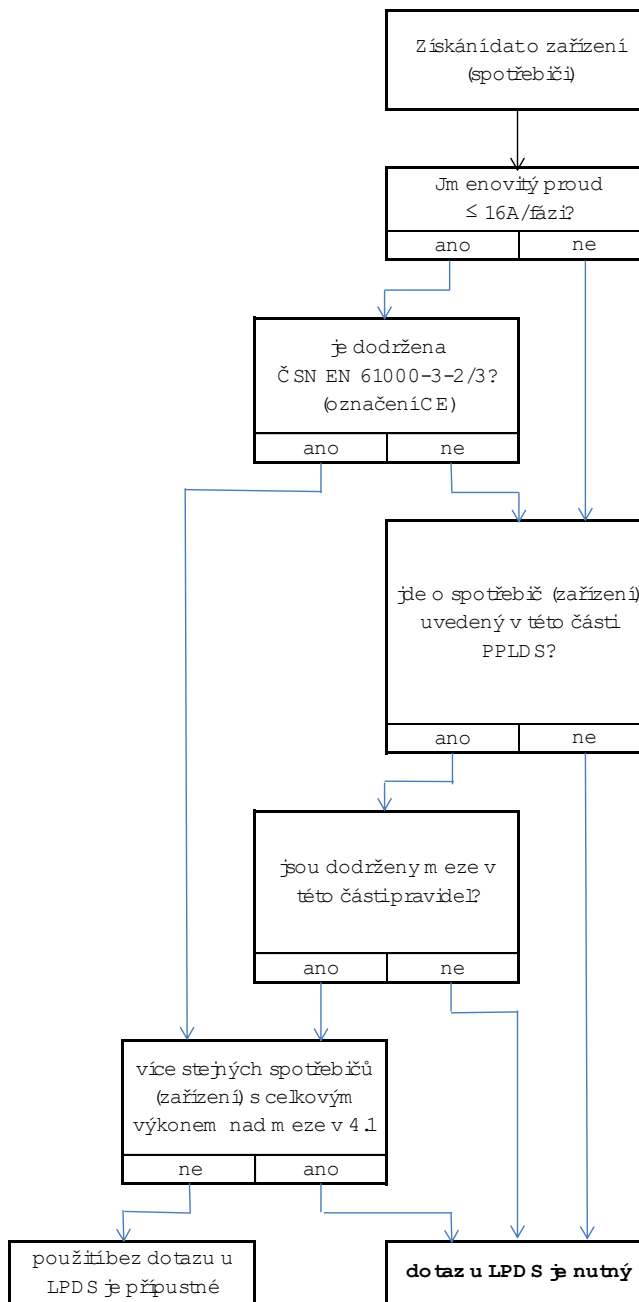 Získání dat o zařízení
(spotřebiči)
Jmenovitý proud
≤ 16A/fázi?
ano ne
je dodržena
ČSN EN 61000-3-2/3?
(označení CE)
ano ne
jde o spotřebič (zařízení)
uvedený v této části
PPLDS?
ano ne
jsou dodrženy meze v
této části pravidel?
ano ne
více stejných spotřebičů
(zařízení) s celkovým
výkonem nad meze v 4.1
ne ano
použití bez dotazu u
LPDS je přípustné
dotaz u LPDS je nutný